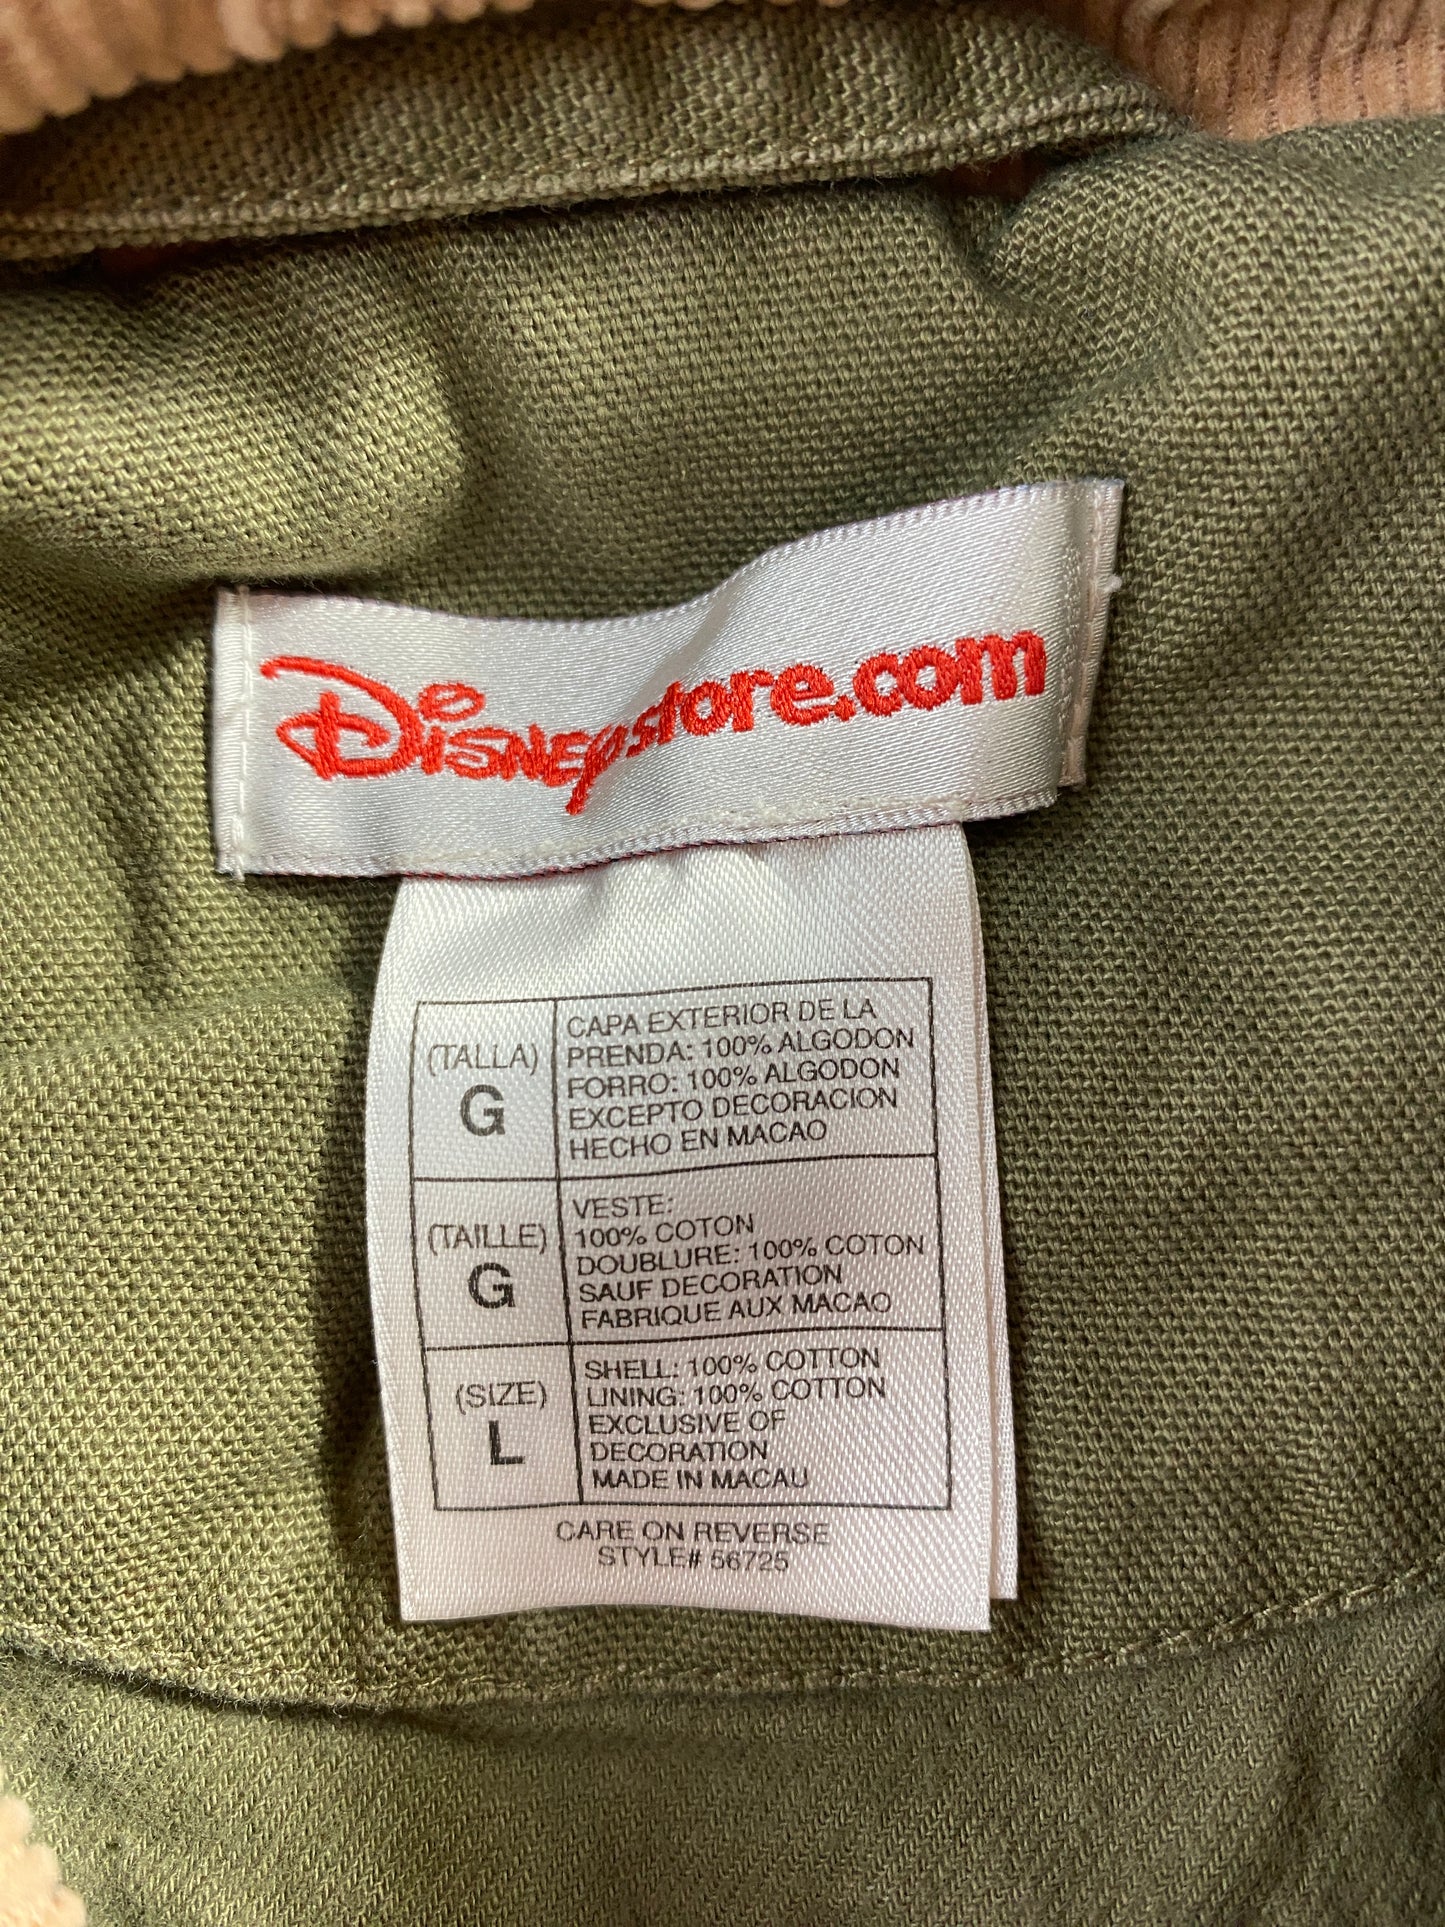 Disneystore.com
(TALLA)
G
CAPA EXTERIOR DE LA
PRENDA: 100% ALGODON
FORRO: 100% ALGODON
EXCEPTO DECORACION
HECHO EN MACAO
(TAILLE)
G
VESTE:
100% COTON
DOUBLURE: 100% COTON
SAUF DECORATION
FABRIQUE AUX MACAO
(SIZE)
L
SHELL: 100% COTTON
LINING: 100% COTTON
EXCLUSIVE OF
DECORATION
MADE IN MACAU
CARE ON REVERSE
STYLE# 56725